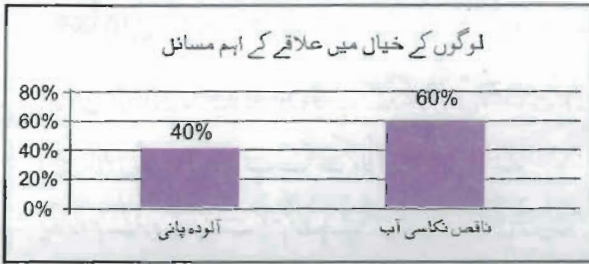 لوگوں کے خیال میں علاقے کے اہم مسائل
80%
60%
40%
20%
0%
40%
60%
آلودہ پانی
ناقص نکاسی آب